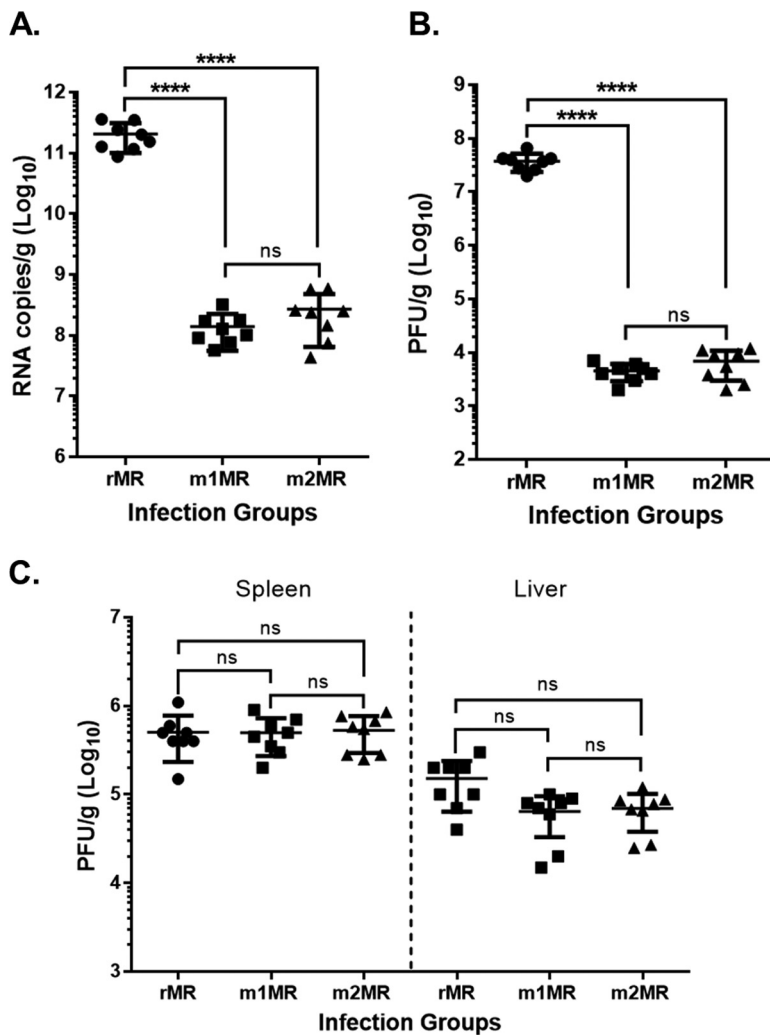 A.
****
****
ns
RNA copies/g (Log10)
12
11
10
9
8
7
6
rMR
m1MR
m2MR
Infection Groups
B.
****
****
ns
PFU/g (Log10)
9
8
7
6
5
4
3
2
rMR
m1MR
m2MR
Infection Groups
C.
Spleen
Liver
ns
ns
ns
ns
ns
ns
PFU/g (Log10)
7
6
5
4
3
rMR
m1MR
m2MR
rMR
m1MR
m2MR
Infection Groups